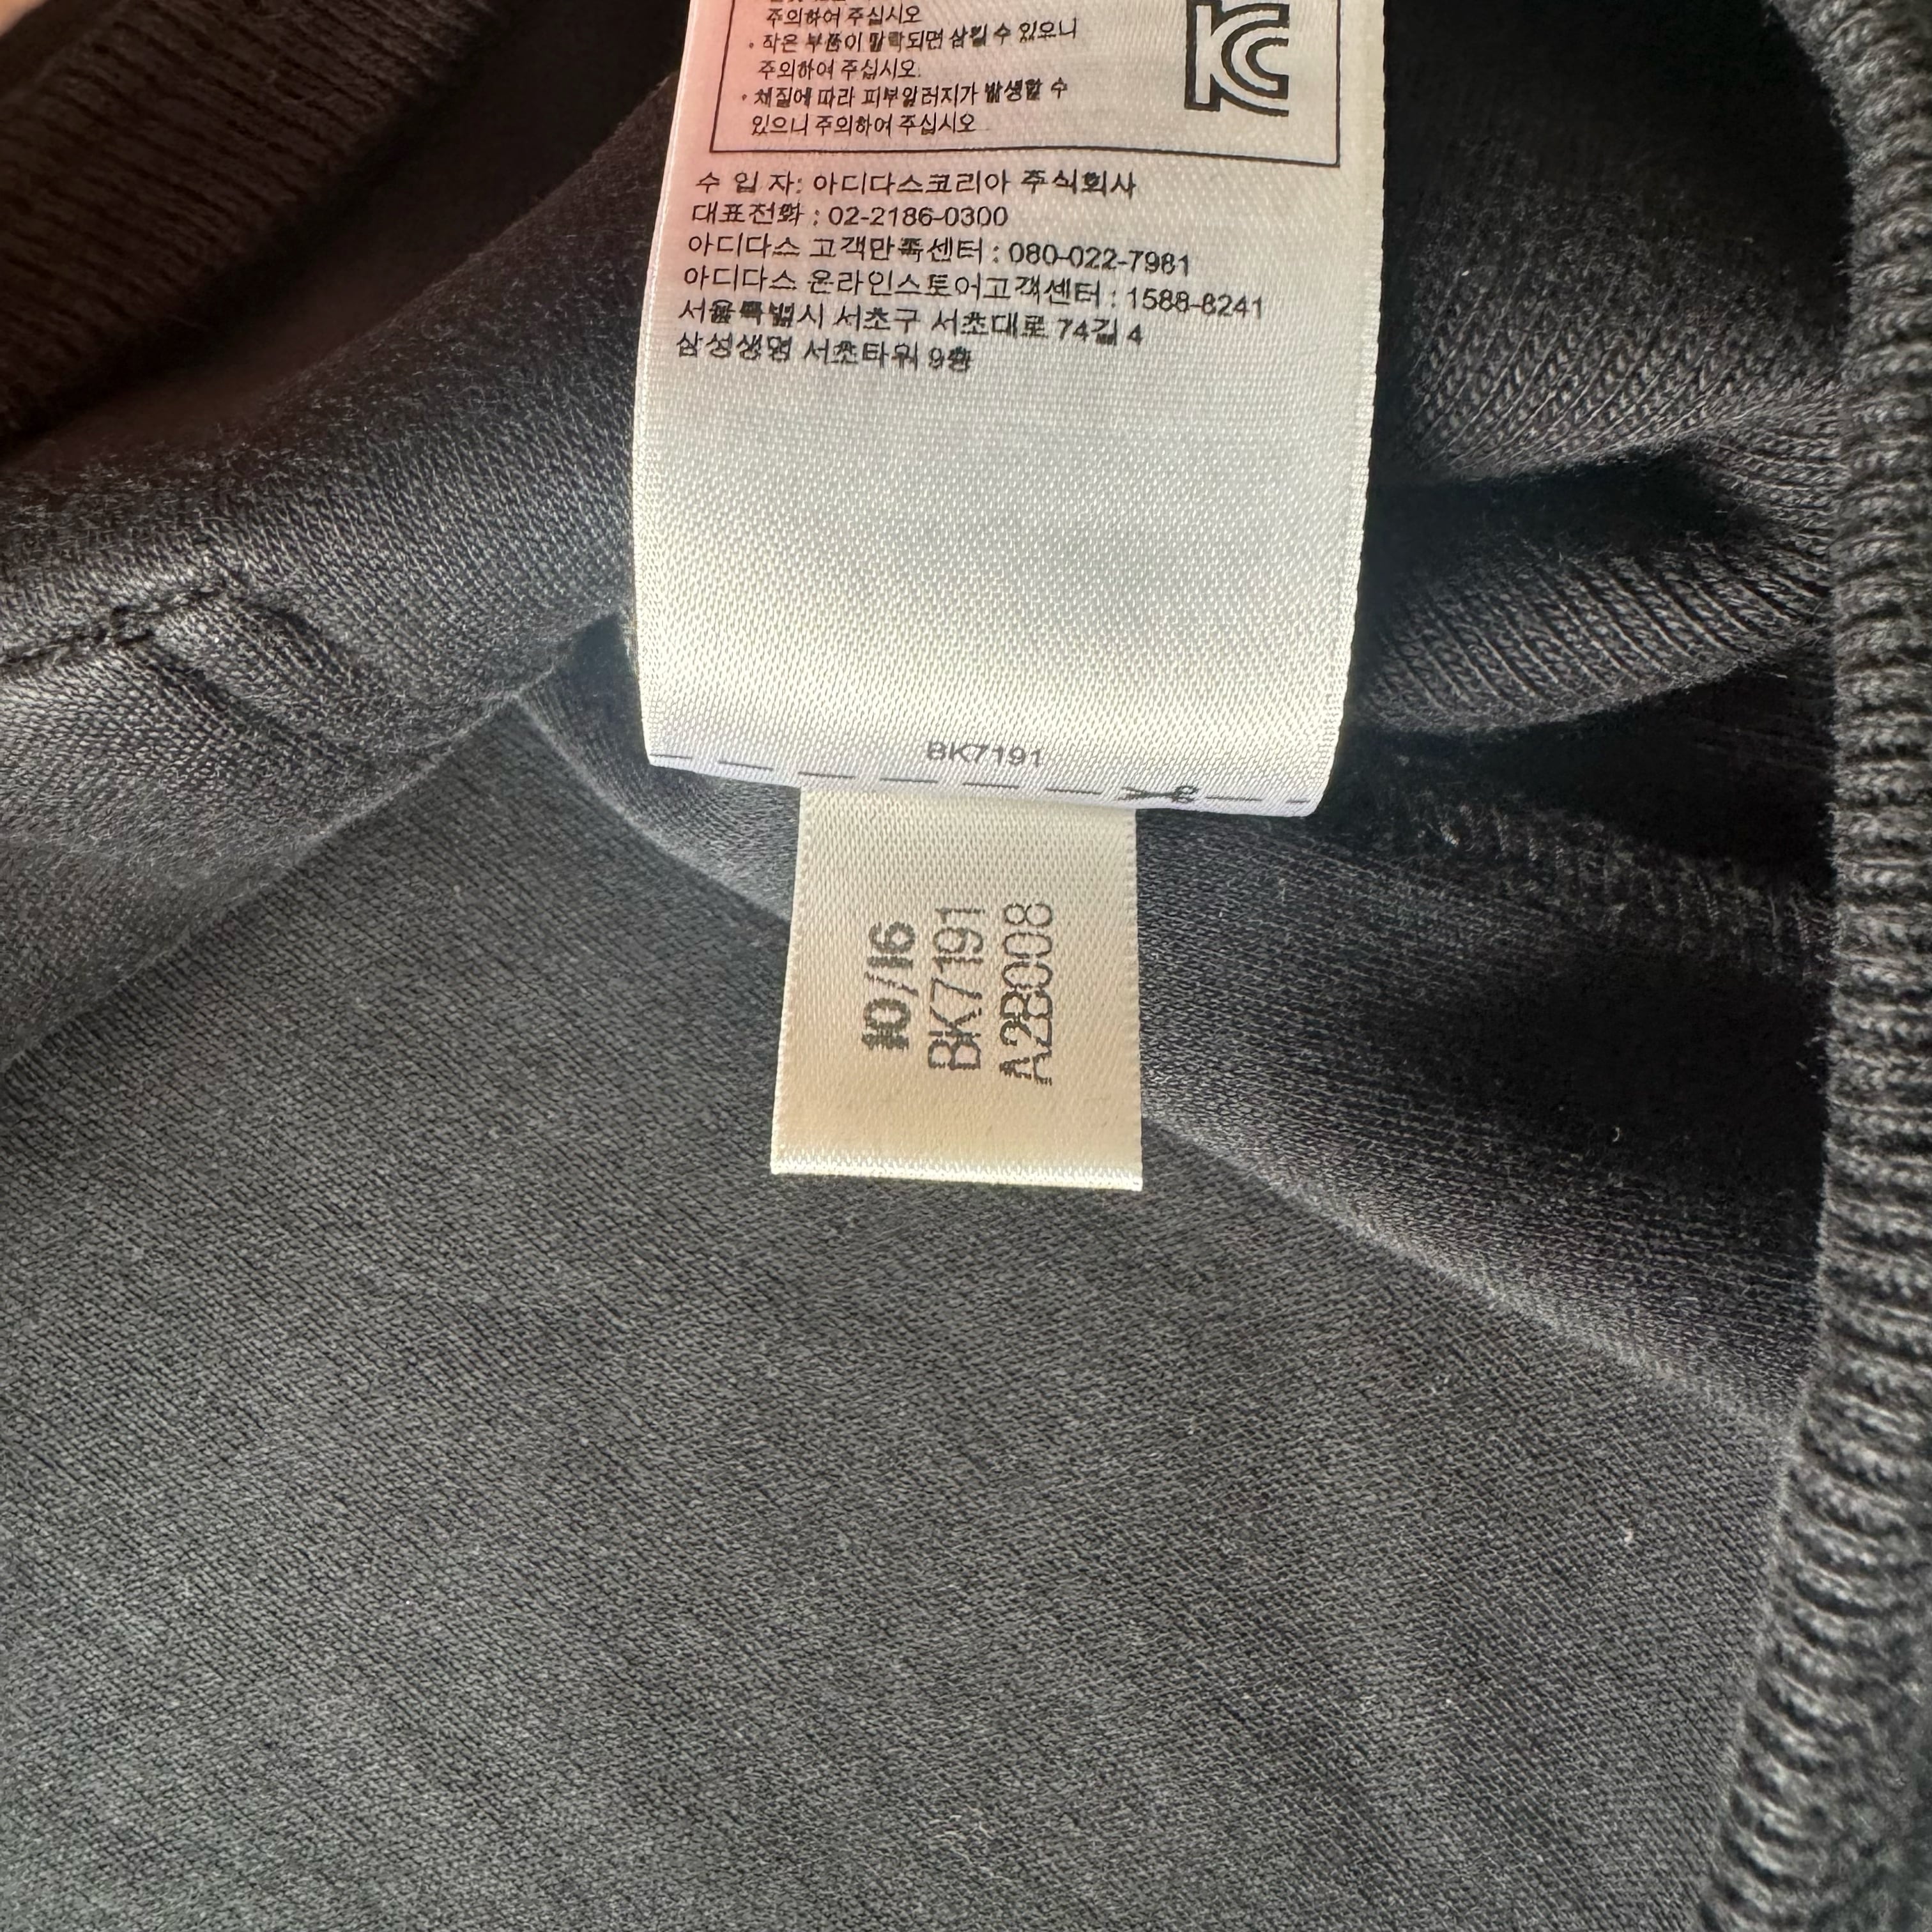 주의하여 주십시오
• 작은 부품이 탈락되면 삼킬 수 있으니
주의하여 주십시오.
• 체질에 따라 피부알러지가 발생할 수
있으니 주의하여 주십시오
수 입 자: 아디다스코리아 주식회사
대표전화 : 02-2186-0300
아디다스 고객만족센터 : 080-022-7981
아디다스 온라인스토어고객센터 : 1588-8241
서울특별시 서초구 서초대로 74길 4
삼성생명 서초타워 9층
BK7191
10/16
BK7191
A2B008